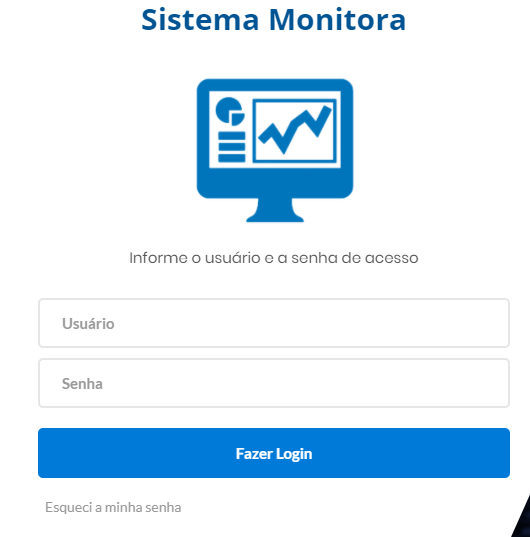 Sistema Monitora
Informe o usuário e a senha de acesso
Usuário
Senha
Fazer Login
Esqueci a minha senha